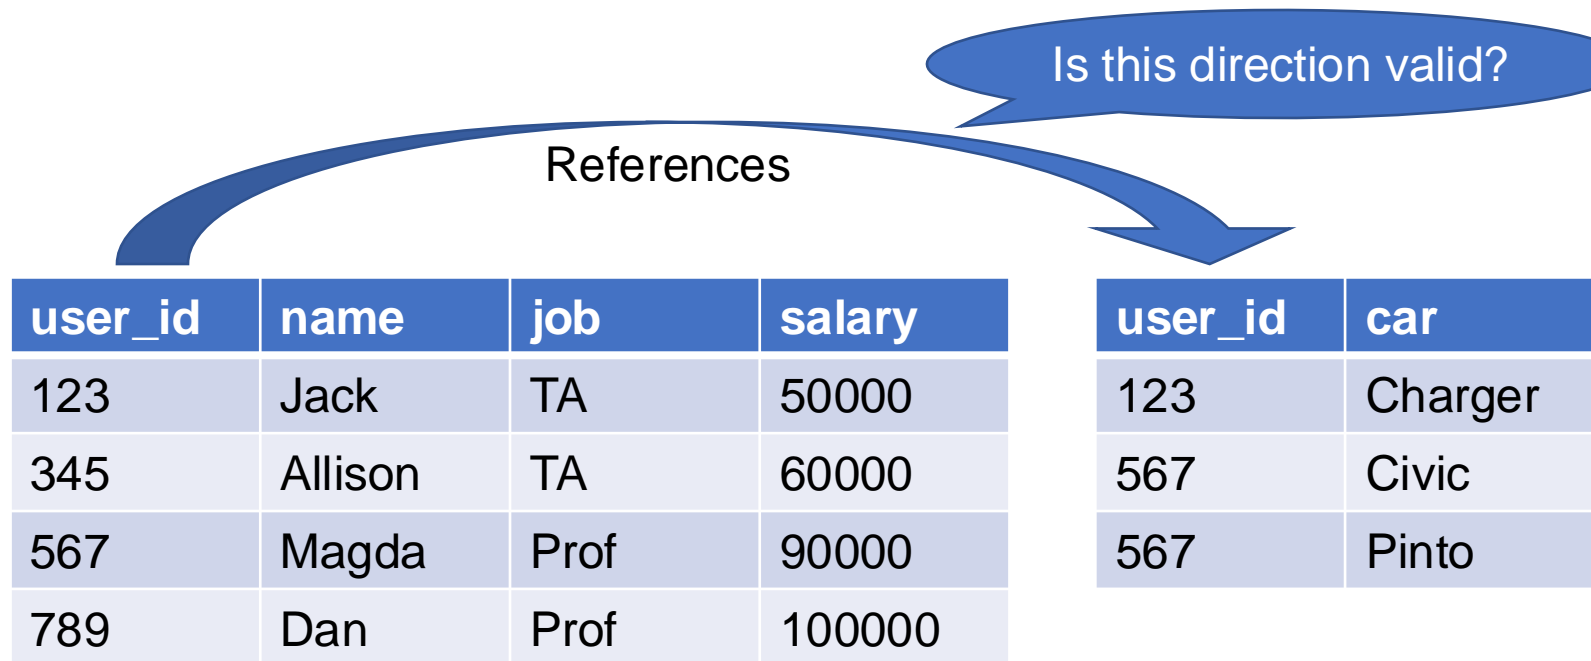 Is this direction valid?
References
user_id name job salary
123 Jack TA 50000
345 Allison TA 60000
567 Magda Prof 90000
789 Dan Prof 100000
user_id car
123 Charger
567 Civic
567 Pinto